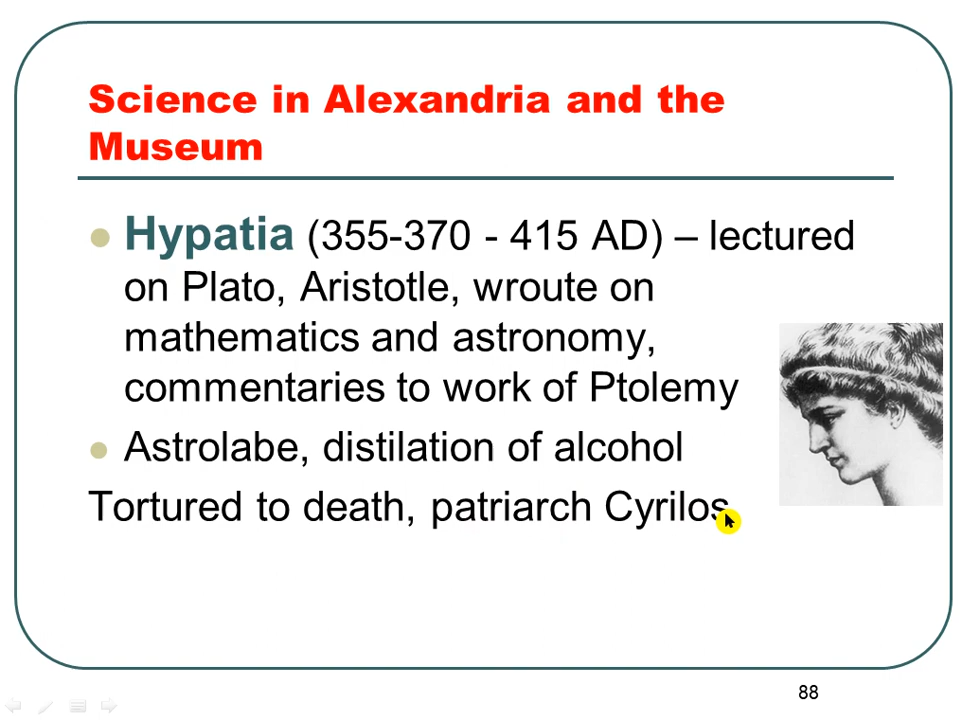 Science in Alexandria and the
Museum
Hypatia (355-370 - 415 AD) – lectured
on Plato, Aristotle, wroute on
mathematics and astronomy,
commentaries to work of Ptolemy
Astrolabe, distilation of alcohol
Tortured to death, patriarch Cyrilos
88